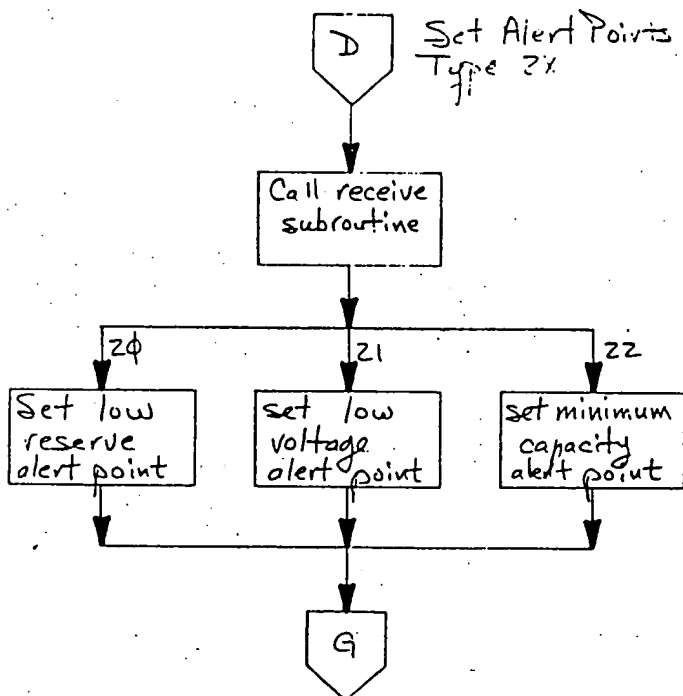 D
Set Alert Points
Type 2X
Call receive
subroutine
2φ
21
22
Set low
reserve
alert point
set low
voltage
alert point
set minimum
capacity
alert point
G